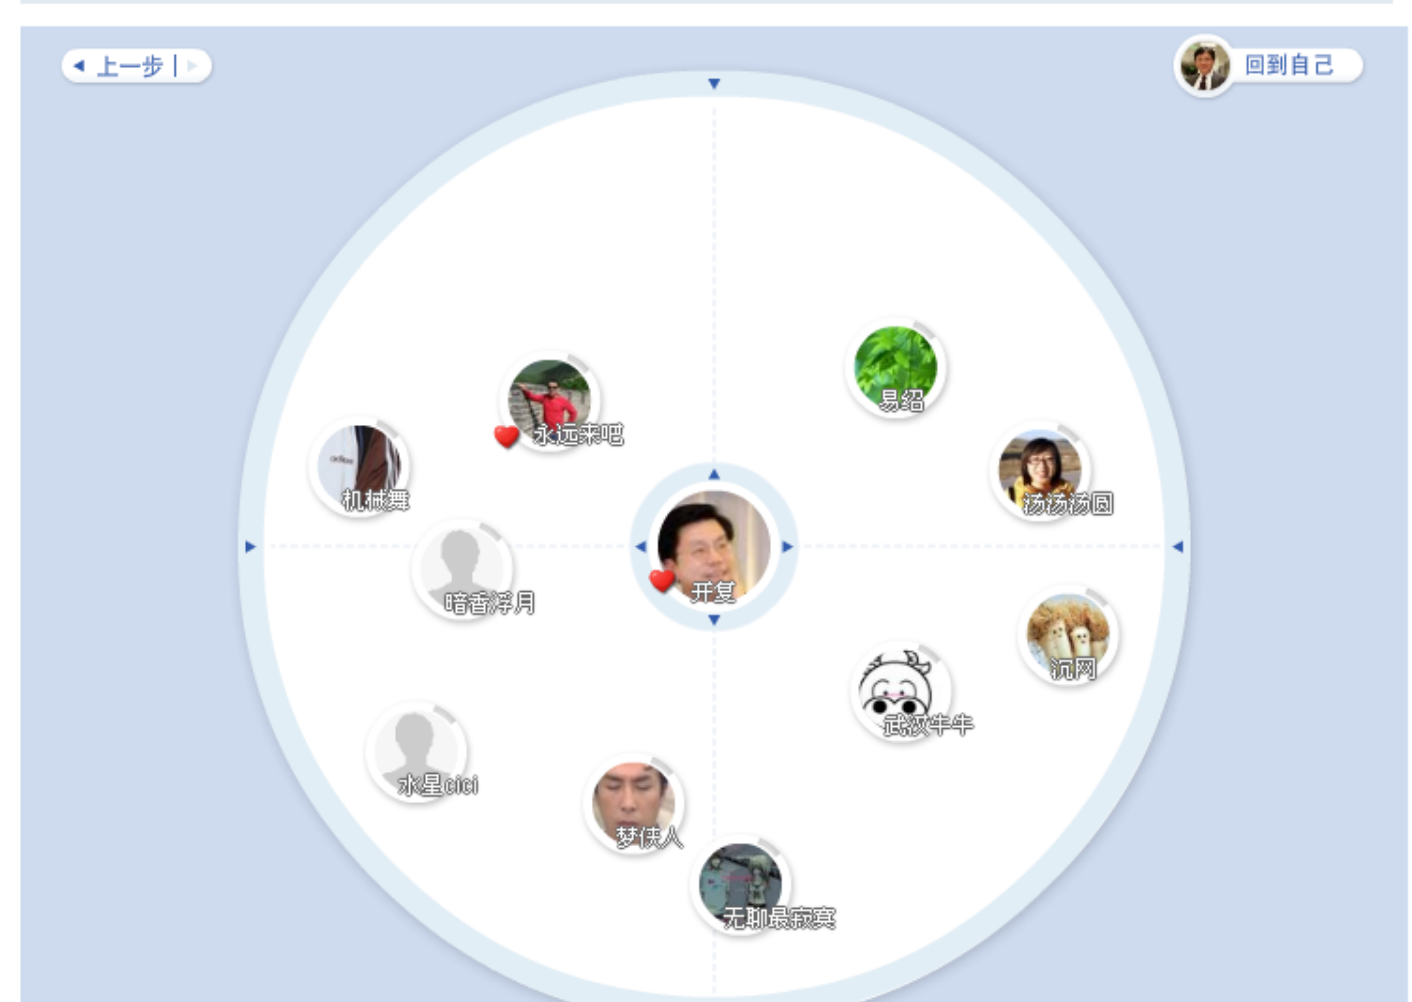 上一步
回到自己
易绍
永远来吧
机械舞
汤汤汤圆
开复
暗香浮月
沉网
武汉牛牛
水星cici
梦侠人
无聊最寂寞